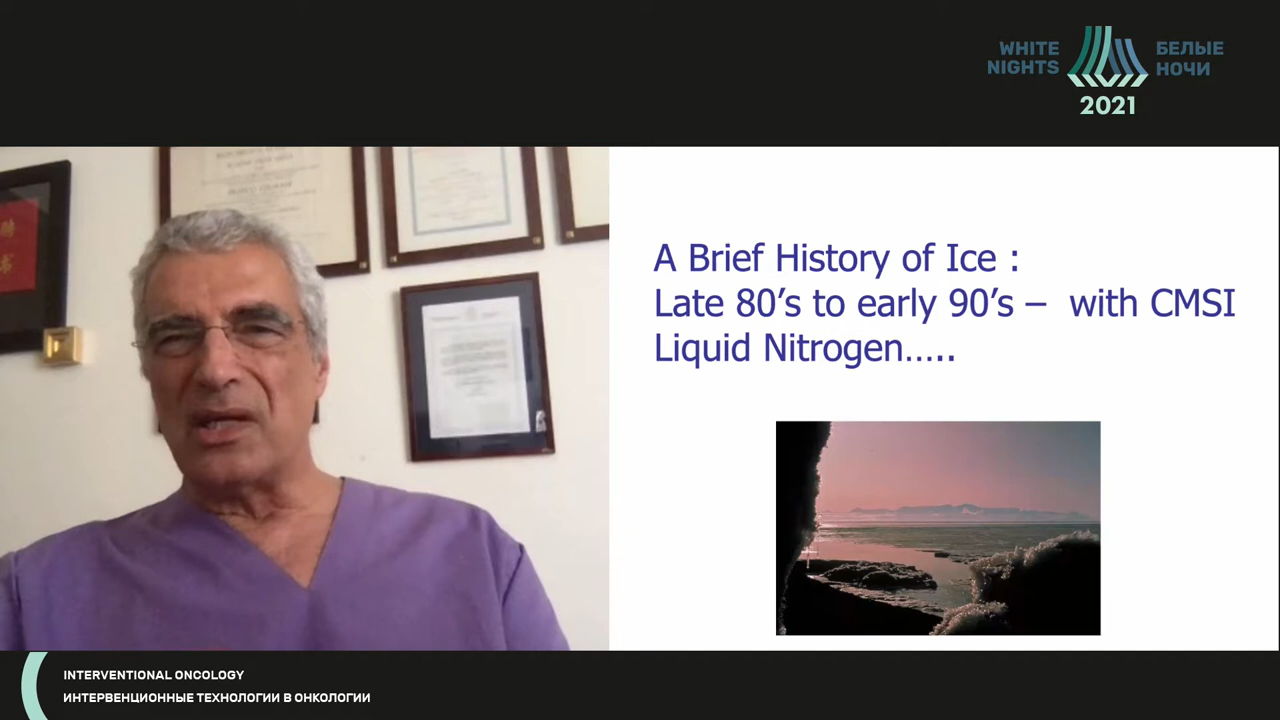 WHITE
NIGHTS
БЕЛЫЕ
НОЧИ
2021
A Brief History of Ice :
Late 80's to early 90's – with CMSI
Liquid Nitrogen…..
INTERVENTIONAL ONCOLOGY
ИНТЕРВЕНЦИОННЫЕ ТЕХНОЛОГИИ В ОНКОЛОГИИ